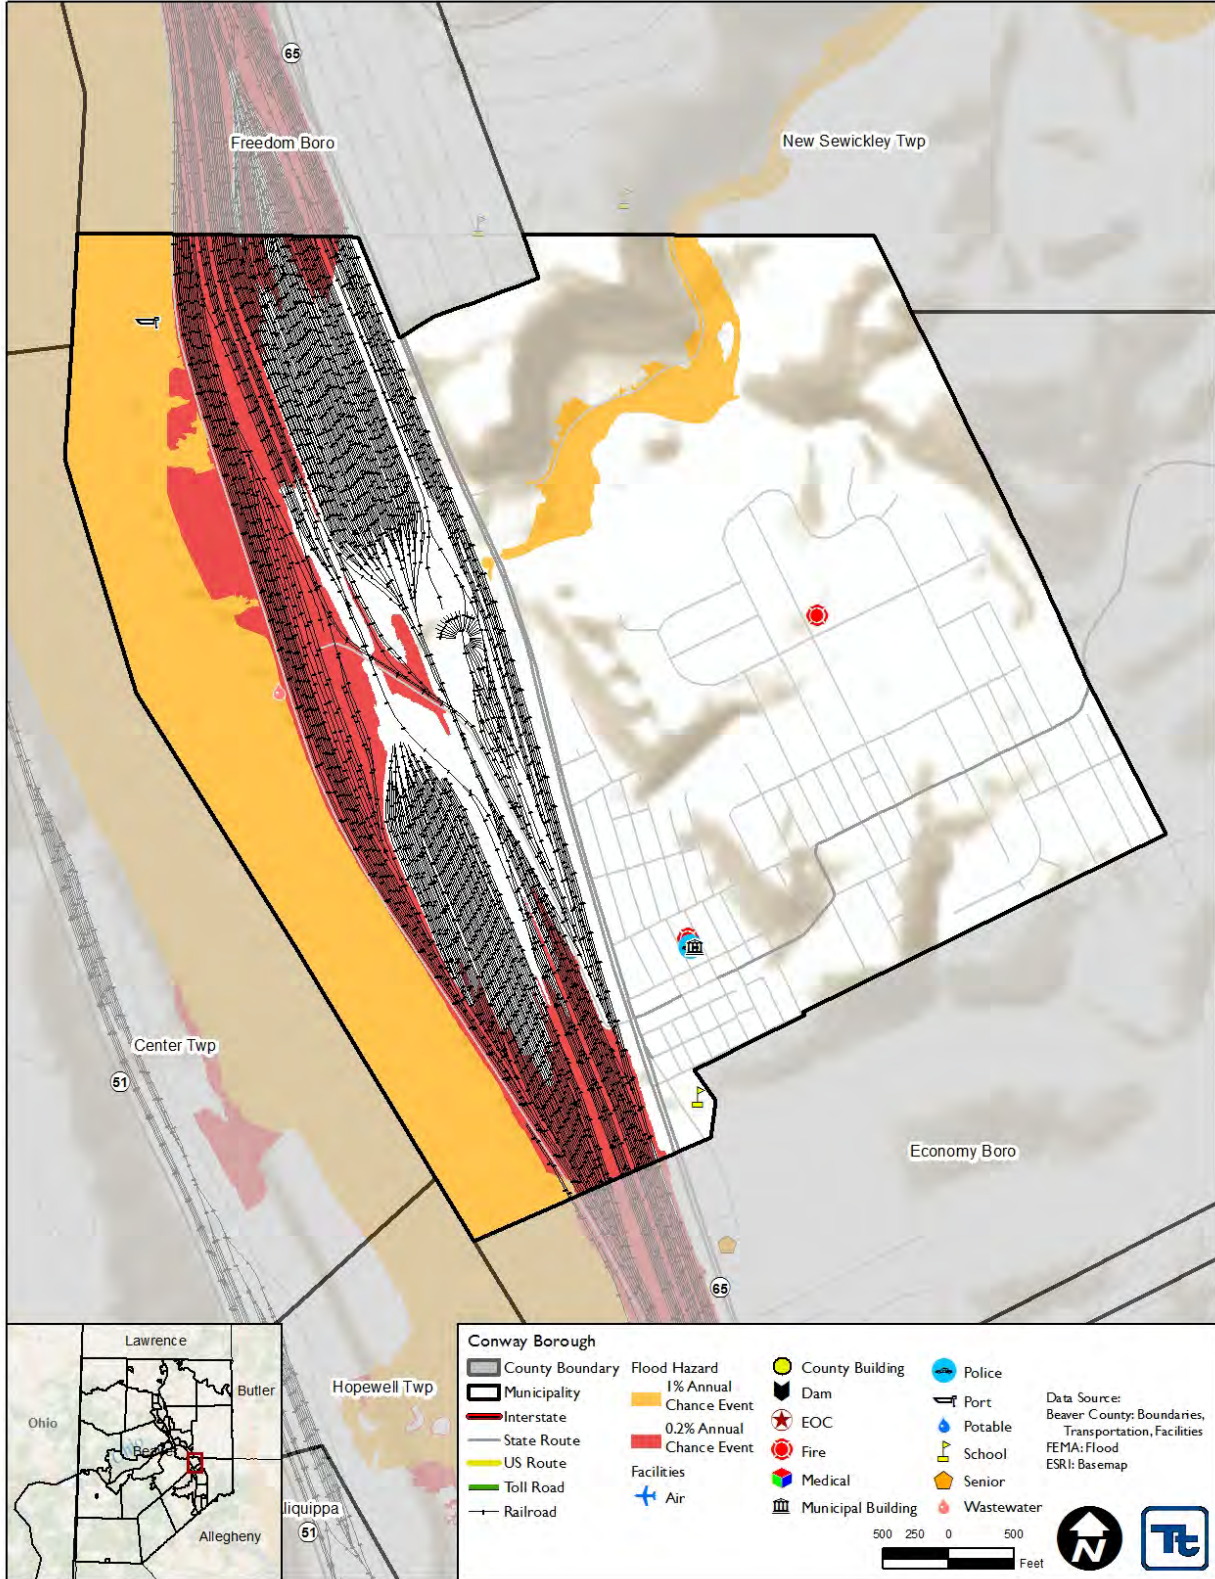 65
Freedom Boro
New Sewickley Twp
Center Twp
51
Economy Boro
65
Hopewell Twp
liquippa
51
Lawrence
Butler
Ohio
Beaver
Allegheny
Conway Borough
County Boundary
Municipality
Interstate
State Route
US Route
Toll Road
Railroad
Flood Hazard
1% Annual
Chance Event
0.2% Annual
Chance Event
Facilities
Air
County Building
Dam
EOC
Fire
Medical
Municipal Building
Police
Port
Potable
School
Senior
Wastewater
Data Source:
Beaver County: Boundaries,
Transportation, Facilities
FEMA: Flood
ESRI: Basemap
500 250 0 500
Feet
N
Tt